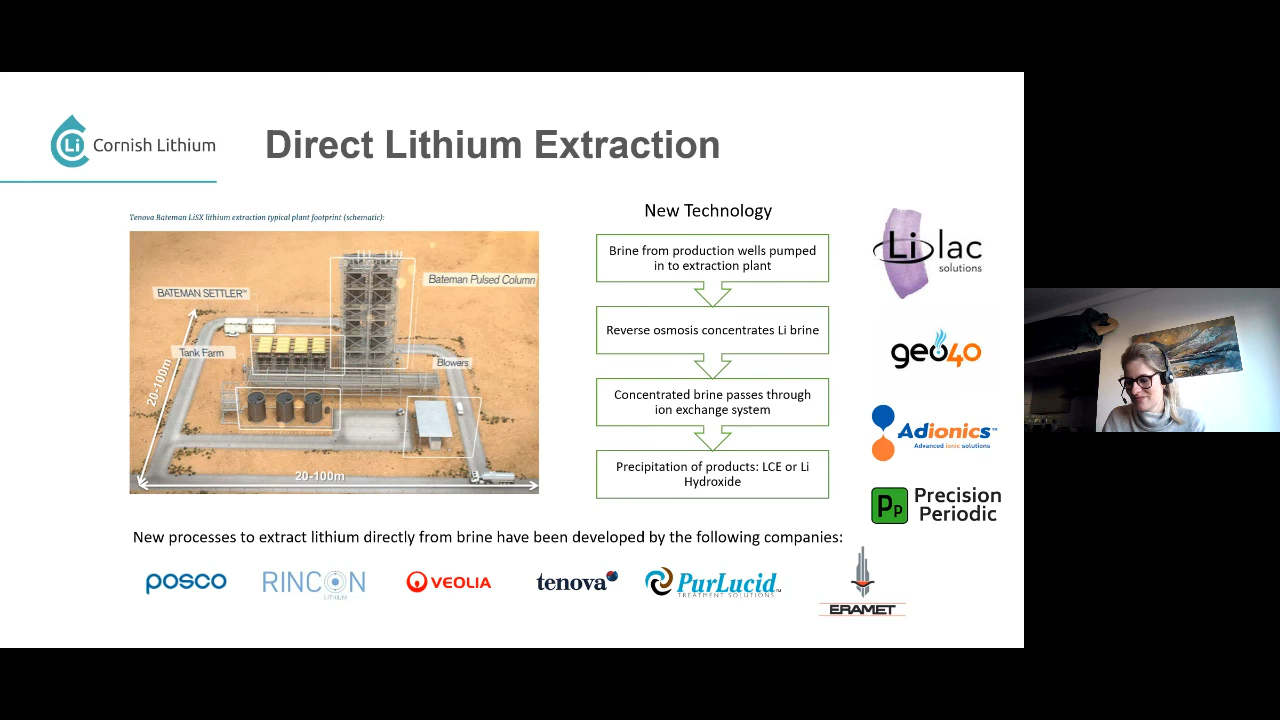 Li
Cornish Lithium
Direct Lithium Extraction
Tenova Bateman LiSX lithium extraction typical plant footprint (schematic):
BATEMAN SETTLER™
Bateman Pulsed Column
Tank Farm
Blowers
20-100m
20-100m
New Technology
Brine from production wells pumped
in to extraction plant
Reverse osmosis concentrates Li brine
Concentrated brine passes through
ion exchange system
Precipitation of products: LCE or Li
Hydroxide
Lilac
solutions
geo40
Adionics™
Advanced ionic solutions
Pp
Precision
Periodic
New processes to extract lithium directly from brine have been developed by the following companies:
posco
RINCON
LITHIUM
VEOLIA
tenova
PurLucid™
TREATMENT SOLUTIONS
ERAMET